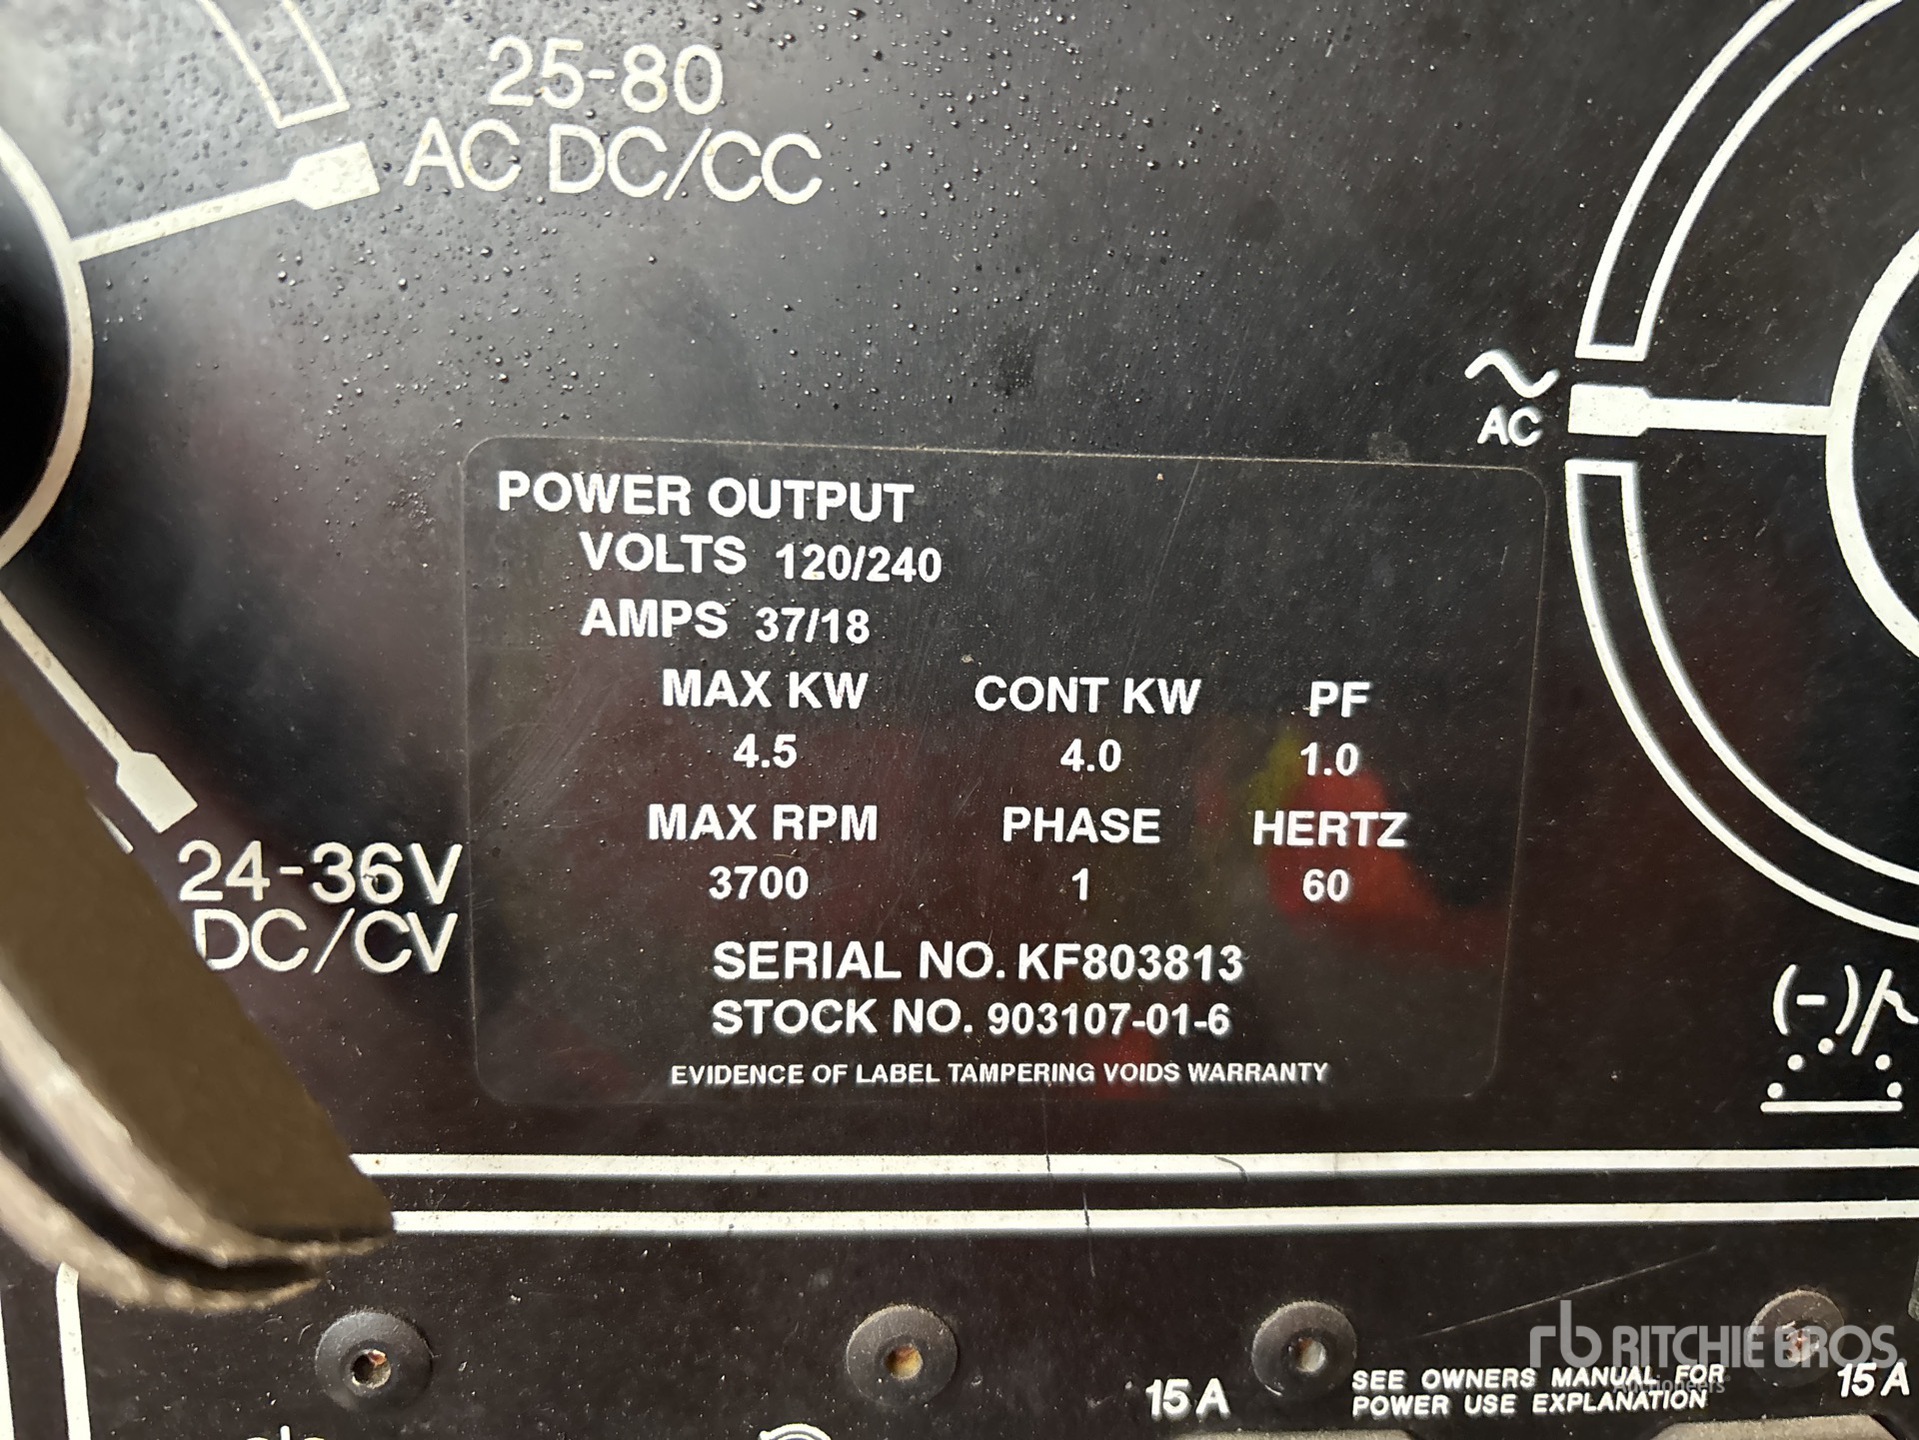 25-80
AC DC/CC
AC
POWER OUTPUT
VOLTS 120/240
AMPS 37/18
MAX KW CONT KW PF
4.5 4.0 1.0
MAX RPM PHASE HERTZ
3700 1 60
24-36V
DC/CV
SERIAL NO. KF803813
STOCK NO. 903107-01-6
EVIDENCE OF LABEL TAMPERING VOIDS WARRANTY
(-)/
rb RITCHIE BROS.
Auctioneers
15A SEE OWNERS MANUAL FOR 15A
POWER USE EXPLANATION